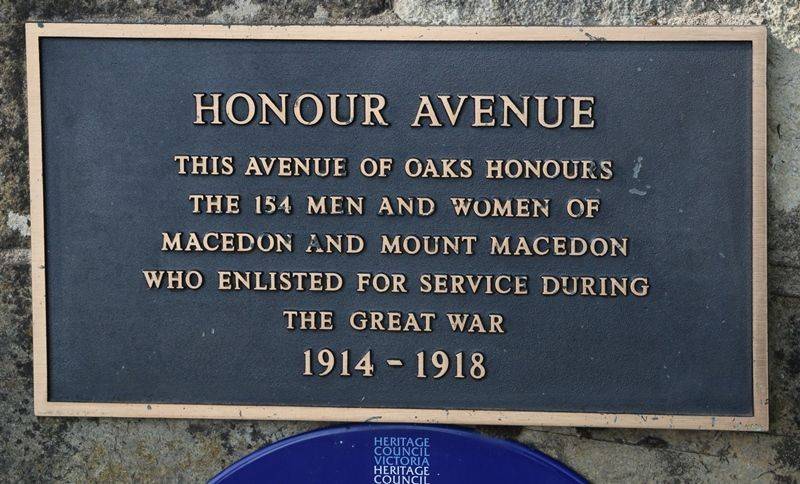 HONOUR AVENUE
THIS AVENUE OF OAKS HONOURS
THE 154 MEN AND WOMEN OF
MACEDON AND MOUNT MACEDON
WHO ENLISTED FOR SERVICE DURING
THE GREAT WAR
1914 - 1918
HERITAGE
COUNCIL
VICTORIA
HERITAGE
COUNCIL